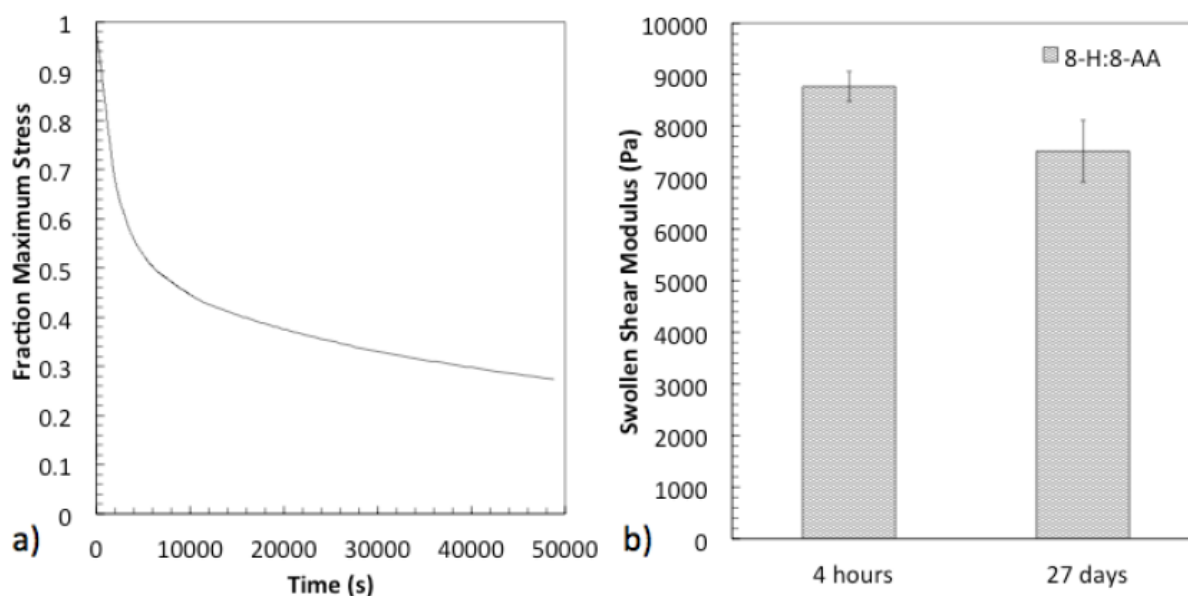 Fraction Maximum Stress
1
0.9
0.8
0.7
0.6
0.5
0.4
0.3
0.2
0.1
0
0 10000 20000 30000 40000 50000
Time (s)
a)
Swollen Shear Modulus (Pa)
10000
9000
8000
7000
6000
5000
4000
3000
2000
1000
0
8-H:8-AA
4 hours 27 days
b)